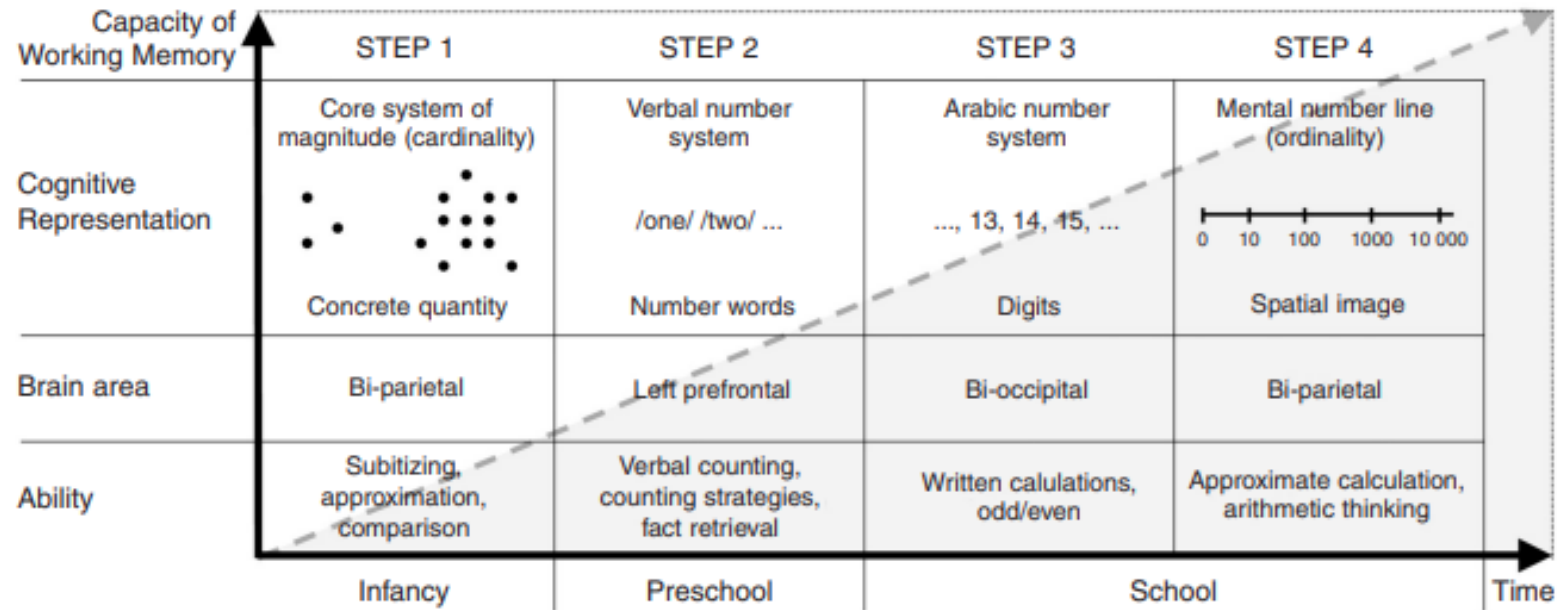 Capacity of
Working Memory
STEP 1
STEP 2
STEP 3
STEP 4
Cognitive
Representation
Core system of
magnitude (cardinality)
Concrete quantity
Verbal number
system
/one/ /two/ ...
Number words
Arabic number
system
..., 13, 14, 15, ...
Digits
Mental number line
(ordinality)
0 10 100 1000 10 000
Spatial image
Brain area
Bi-parietal
Left prefrontal
Bi-occipital
Bi-parietal
Ability
Subitizing,
approximation,
comparison
Verbal counting,
counting strategies,
fact retrieval
Written calulations,
odd/even
Approximate calculation,
arithmetic thinking
Infancy
Preschool
School
Time